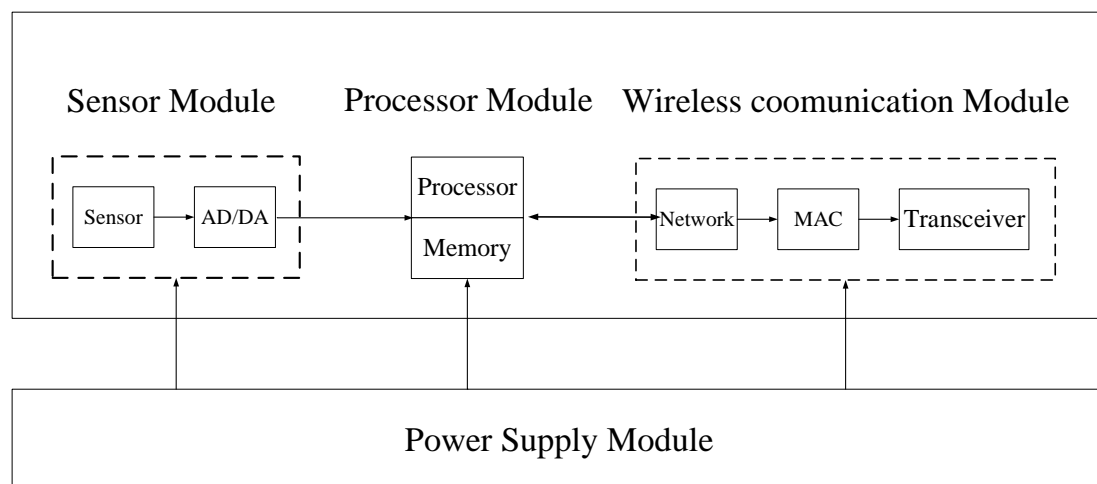 Sensor Module
Processor Module
Wireless coomunication Module
Sensor
AD/DA
Processor
Memory
Network
MAC
Transceiver
Power Supply Module